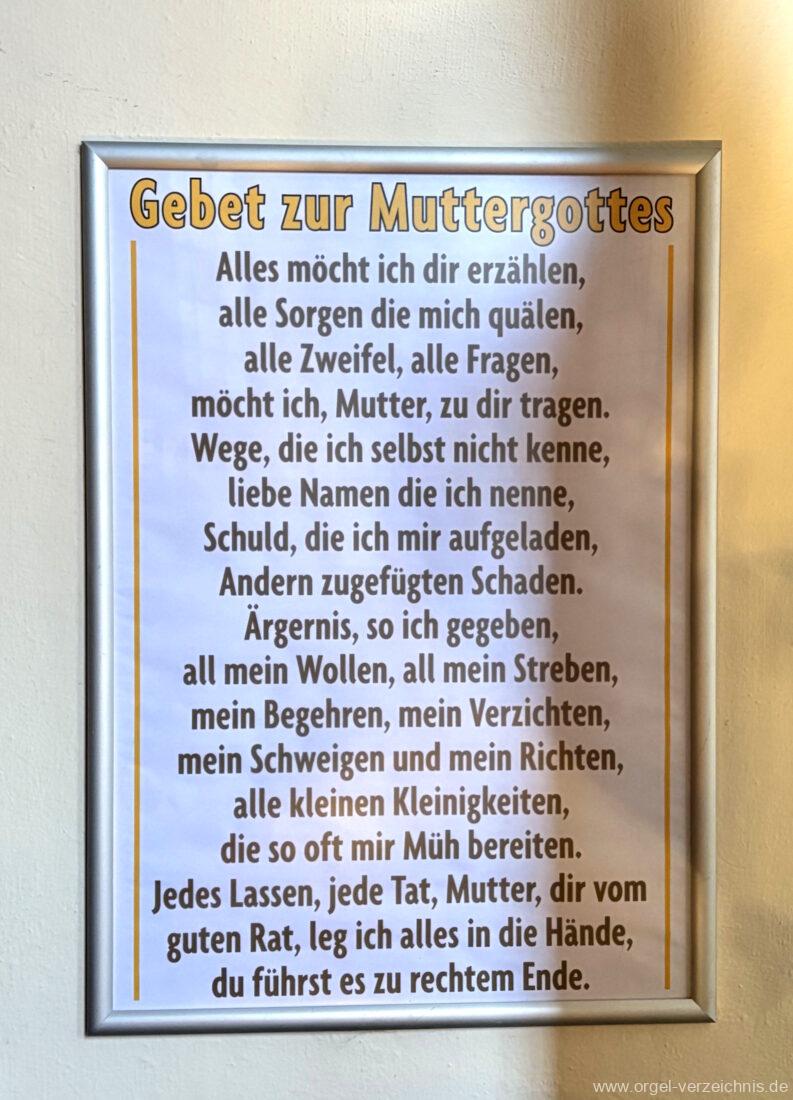 Gebet zur Muttergottes
Alles möcht ich dir erzählen,
alle Sorgen die mich quälen,
alle Zweifel, alle Fragen,
möcht ich, Mutter, zu dir tragen.
Wege, die ich selbst nicht kenne,
liebe Namen die ich nenne,
Schuld, die ich mir aufgeladen,
Andern zugefügten Schaden.
Ärgernis, so ich gegeben,
all mein Wollen, all mein Streben,
mein Begehren, mein Verzichten,
mein Schweigen und mein Richten,
alle kleinen Kleinigkeiten,
die so oft mir Müh bereiten.
Jedes Lassen, jede Tat, Mutter, dir vom
guten Rat, leg ich alles in die Hände,
du führst es zu rechtem Ende.
www.orgel-verzeichnis.de